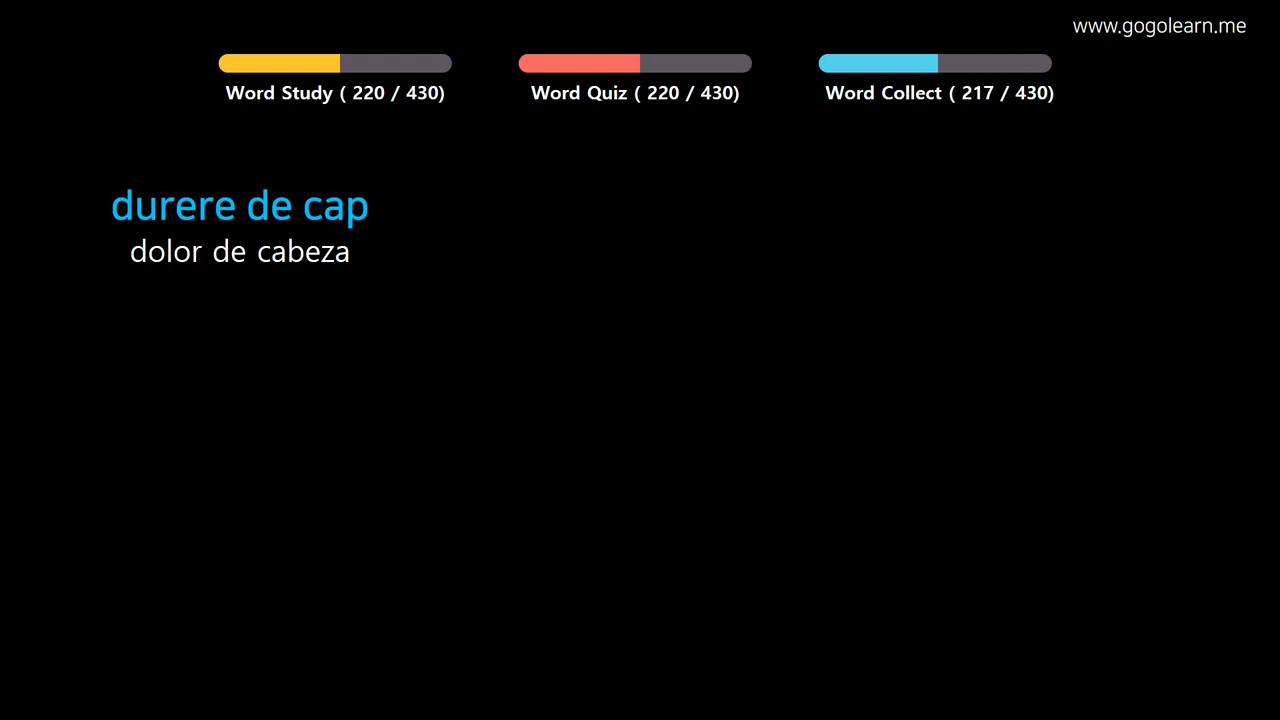 www.gogolearn.me
Word Study ( 220 / 430)
Word Quiz ( 220 / 430)
Word Collect ( 217 / 430)
durere de cap
dolor de cabeza